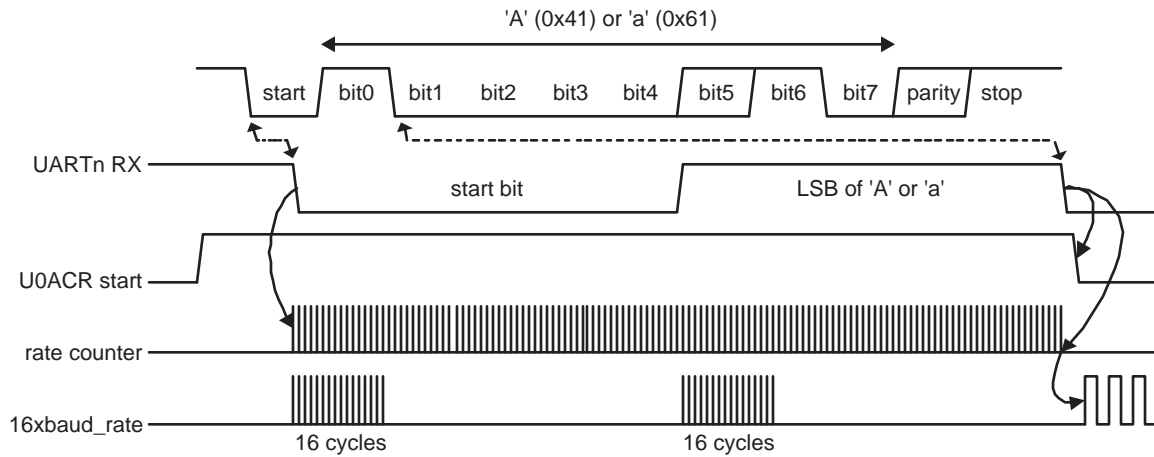 'A' (0x41) or 'a' (0x61)
start bit0 bit1 bit2 bit3 bit4 bit5 bit6 bit7 parity stop
UARTn RX
start bit LSB of 'A' or 'a'
U0ACR start
rate counter
16xbaud_rate
16 cycles 16 cycles